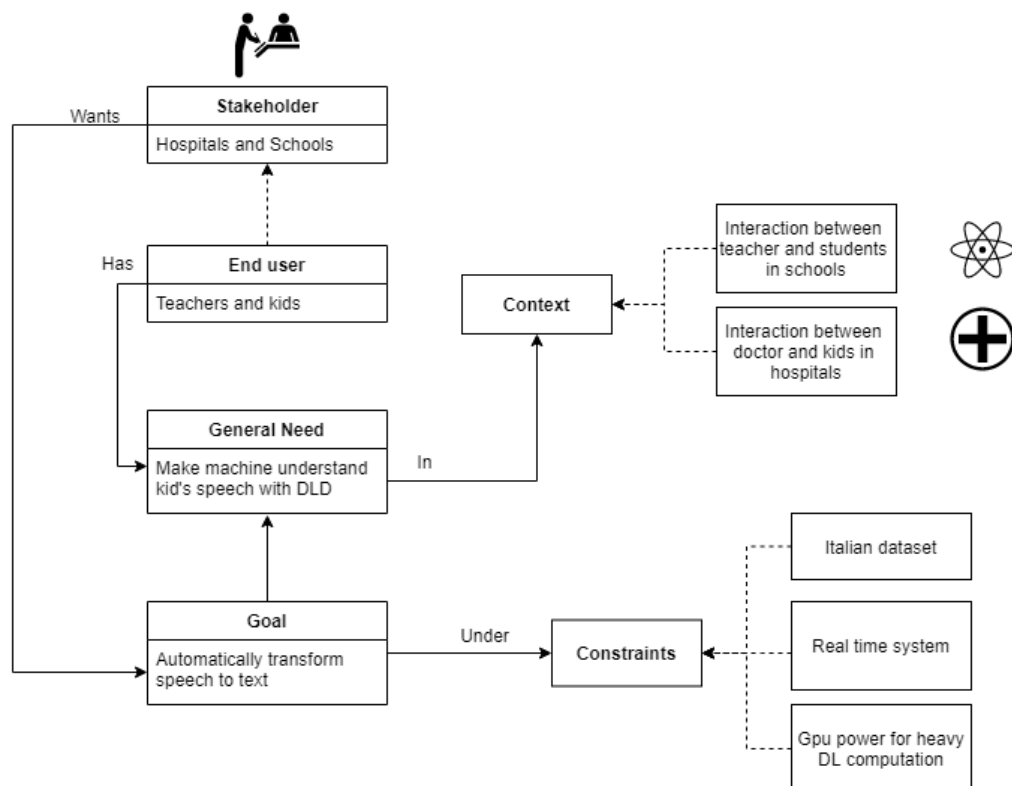 Wants
Stakeholder
Hospitals and Schools
Has
End user
Teachers and kids
Interaction between
teacher and students
in schools
Context
Interaction between
doctor and kids in
hospitals
General Need
Make machine understand
kid's speech with DLD
In
Italian dataset
Goal
Automatically transform
speech to text
Under
Constraints
Real time system
Gpu power for heavy
DL computation